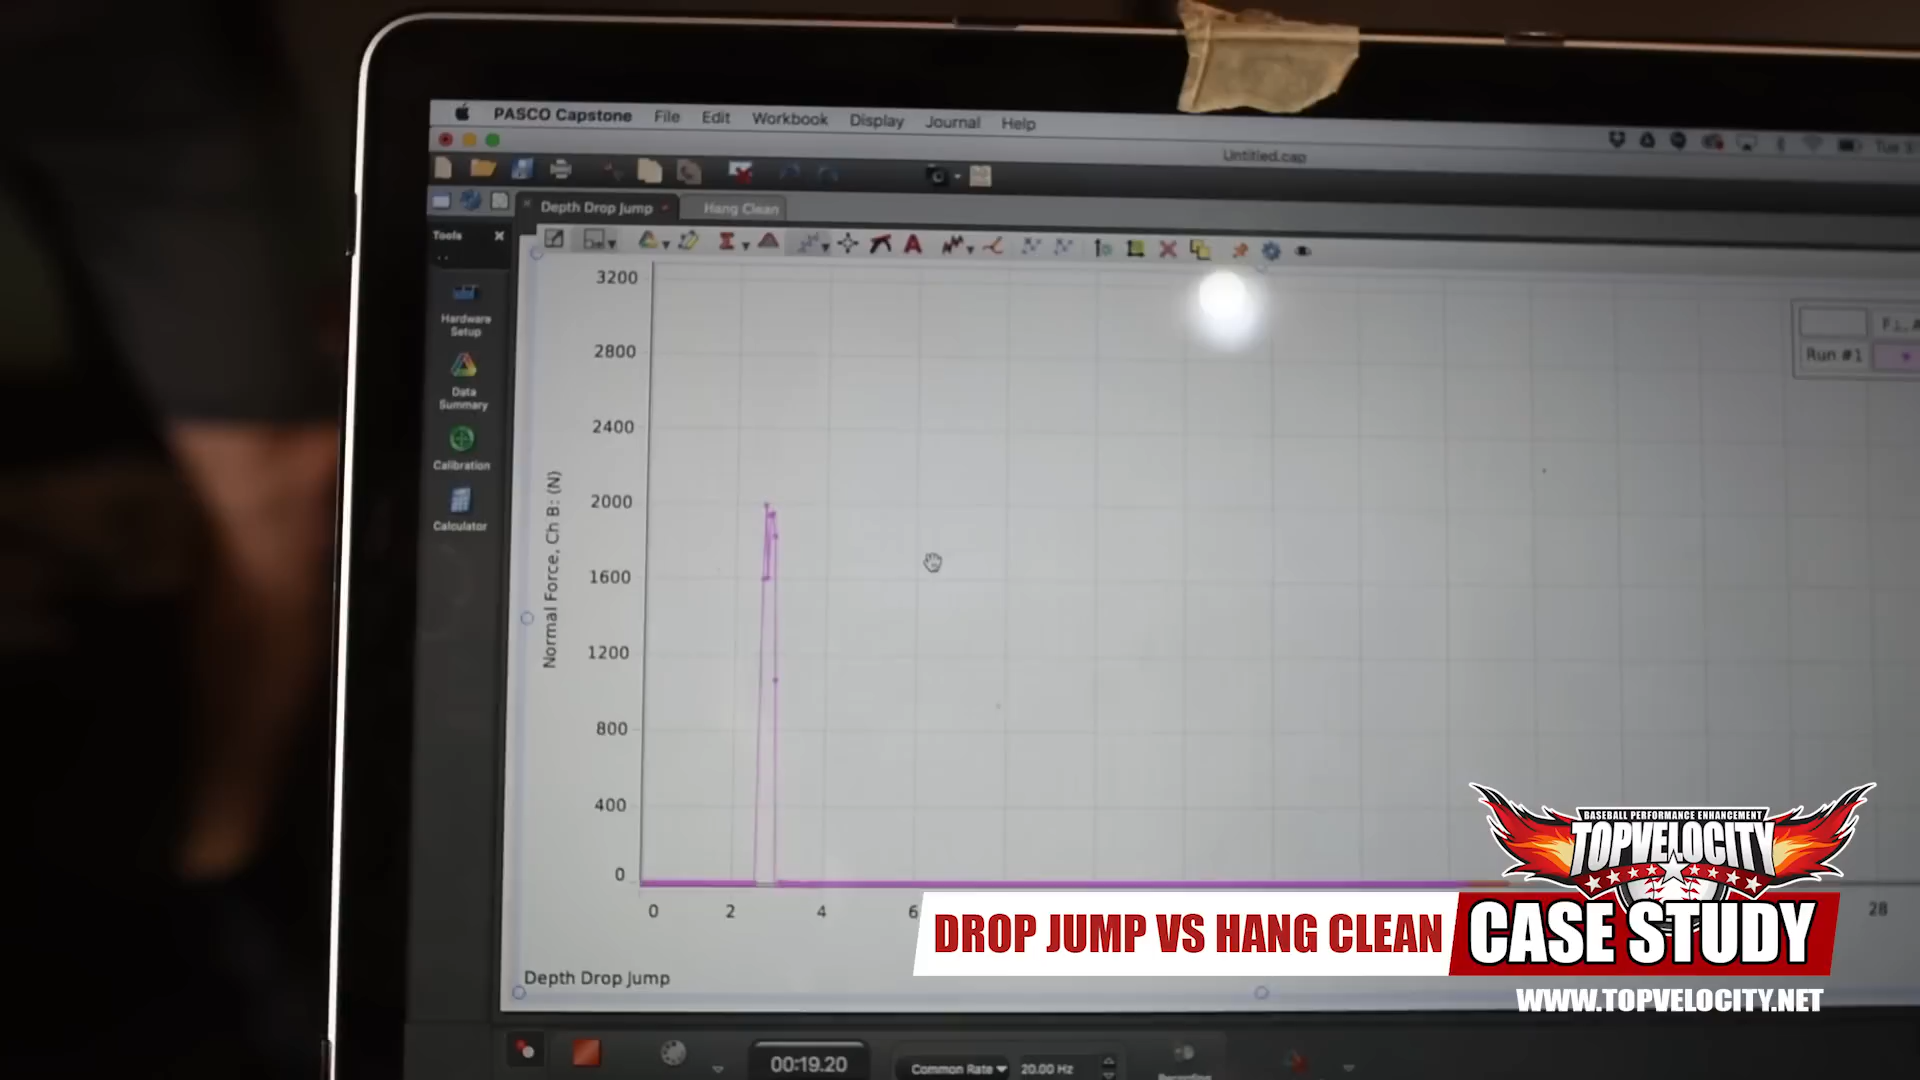 PASCO Capstone File Edit Workbook Display Journal Help
Tue
Untitled.cap
Depth Drop Jump Hang Clean
Tools
Hardware Setup
Data Summary
Calibration
Calculator
Run #1
3200
2800
2400
2000
1600
1200
800
400
0
Normal Force, Ch B: (N)
0 2 4 6 28
Depth Drop Jump
00:19.20 Common Rate 20.00 Hz
BASEBALL PERFORMANCE ENHANCEMENT
TOPVELOCITY
DROP JUMP VS HANG CLEAN
CASE STUDY
WWW.TOPVELOCITY.NET